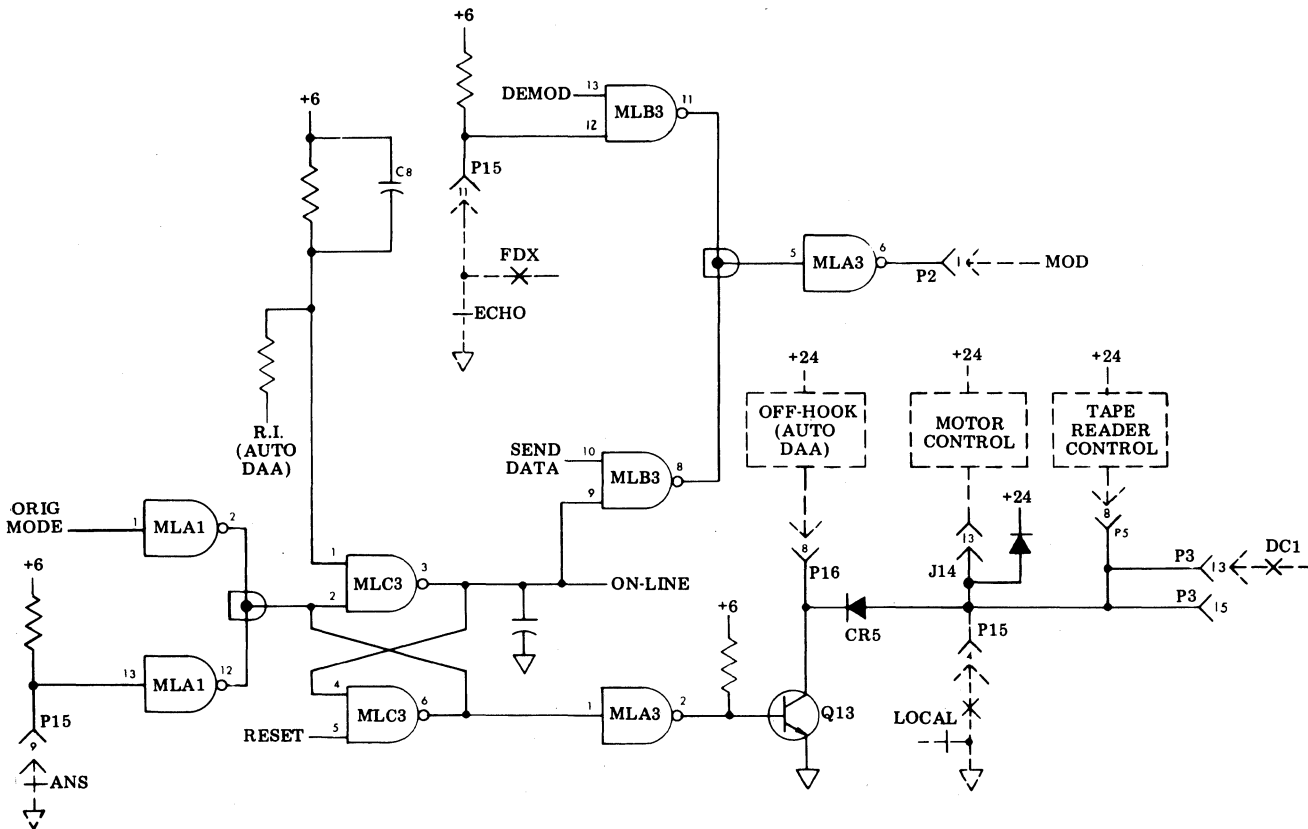 +6
+6
DEMOD
13
12
MLB3
11
C8
P15
11
FDX
ECHO
5
MLA3
6
P2
1
MOD
+24
+24
+24
OFF-HOOK
(AUTO
DAA)
MOTOR
CONTROL
TAPE
READER
CONTROL
R.I.
(AUTO
DAA)
SEND
DATA
10
9
MLB3
8
ORIG
MODE
1
MLA1
2
+6
1
2
MLC3
3
ON-LINE
8
P16
13
J14
+24
8
P5
P3
13
DC1
P3
15
CR5
P15
4
+6
13
MLA1
12
P15
9
ANS
4
5
MLC3
6
RESET
1
MLA3
2
Q13
LOCAL